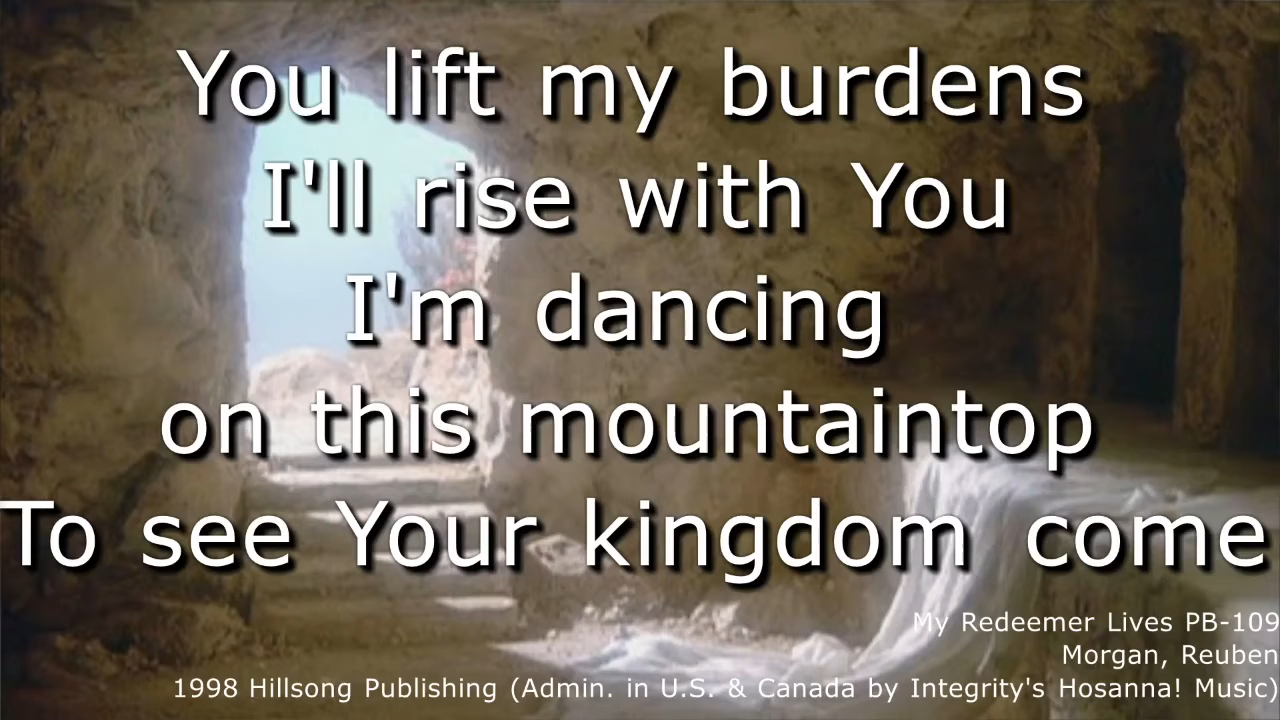 You lift my burdens
I'll rise with You
I'm dancing
on this mountaintop
To see Your kingdom come
My Redeemer Lives PB-109
Morgan, Reuben
1998 Hillsong Publishing (Admin. in U.S. & Canada by Integrity's Hosanna! Music)